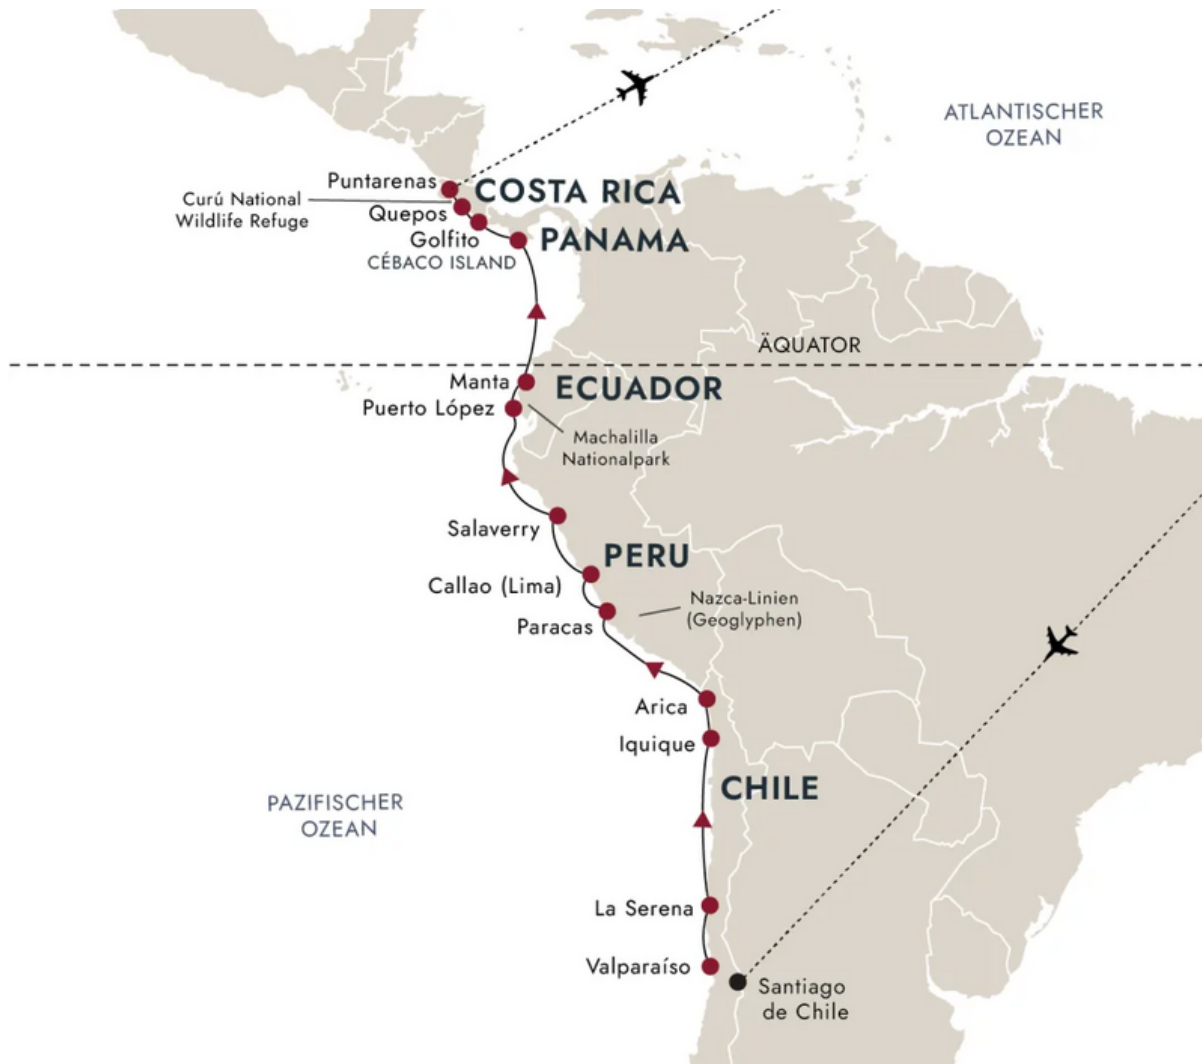 ATLANTISCHER
OZEAN
Puntarenas
COSTA RICA
Curú National
Wildlife Refuge
Quepos
Golfito
PANAMA
CÉBACO ISLAND
ÄQUATOR
Manta
ECUADOR
Puerto López
Machalilla
Nationalpark
Salaverry
PERU
Callao (Lima)
Nazca-Linien
(Geoglyphen)
Paracas
Arica
Iquique
CHILE
PAZIFISCHER
OZEAN
La Serena
Valparaíso
Santiago
de Chile